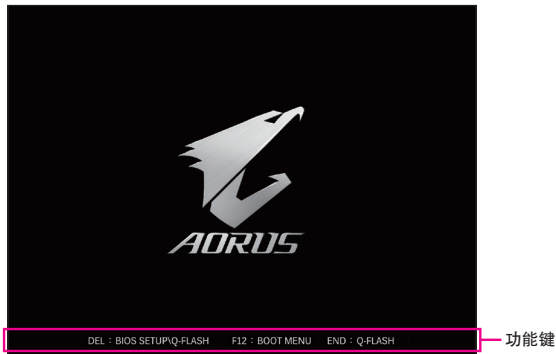 AORUS
DEL：BIOS SETUP\Q-FLASH F12：BOOT MENU END：Q-FLASH
功能键